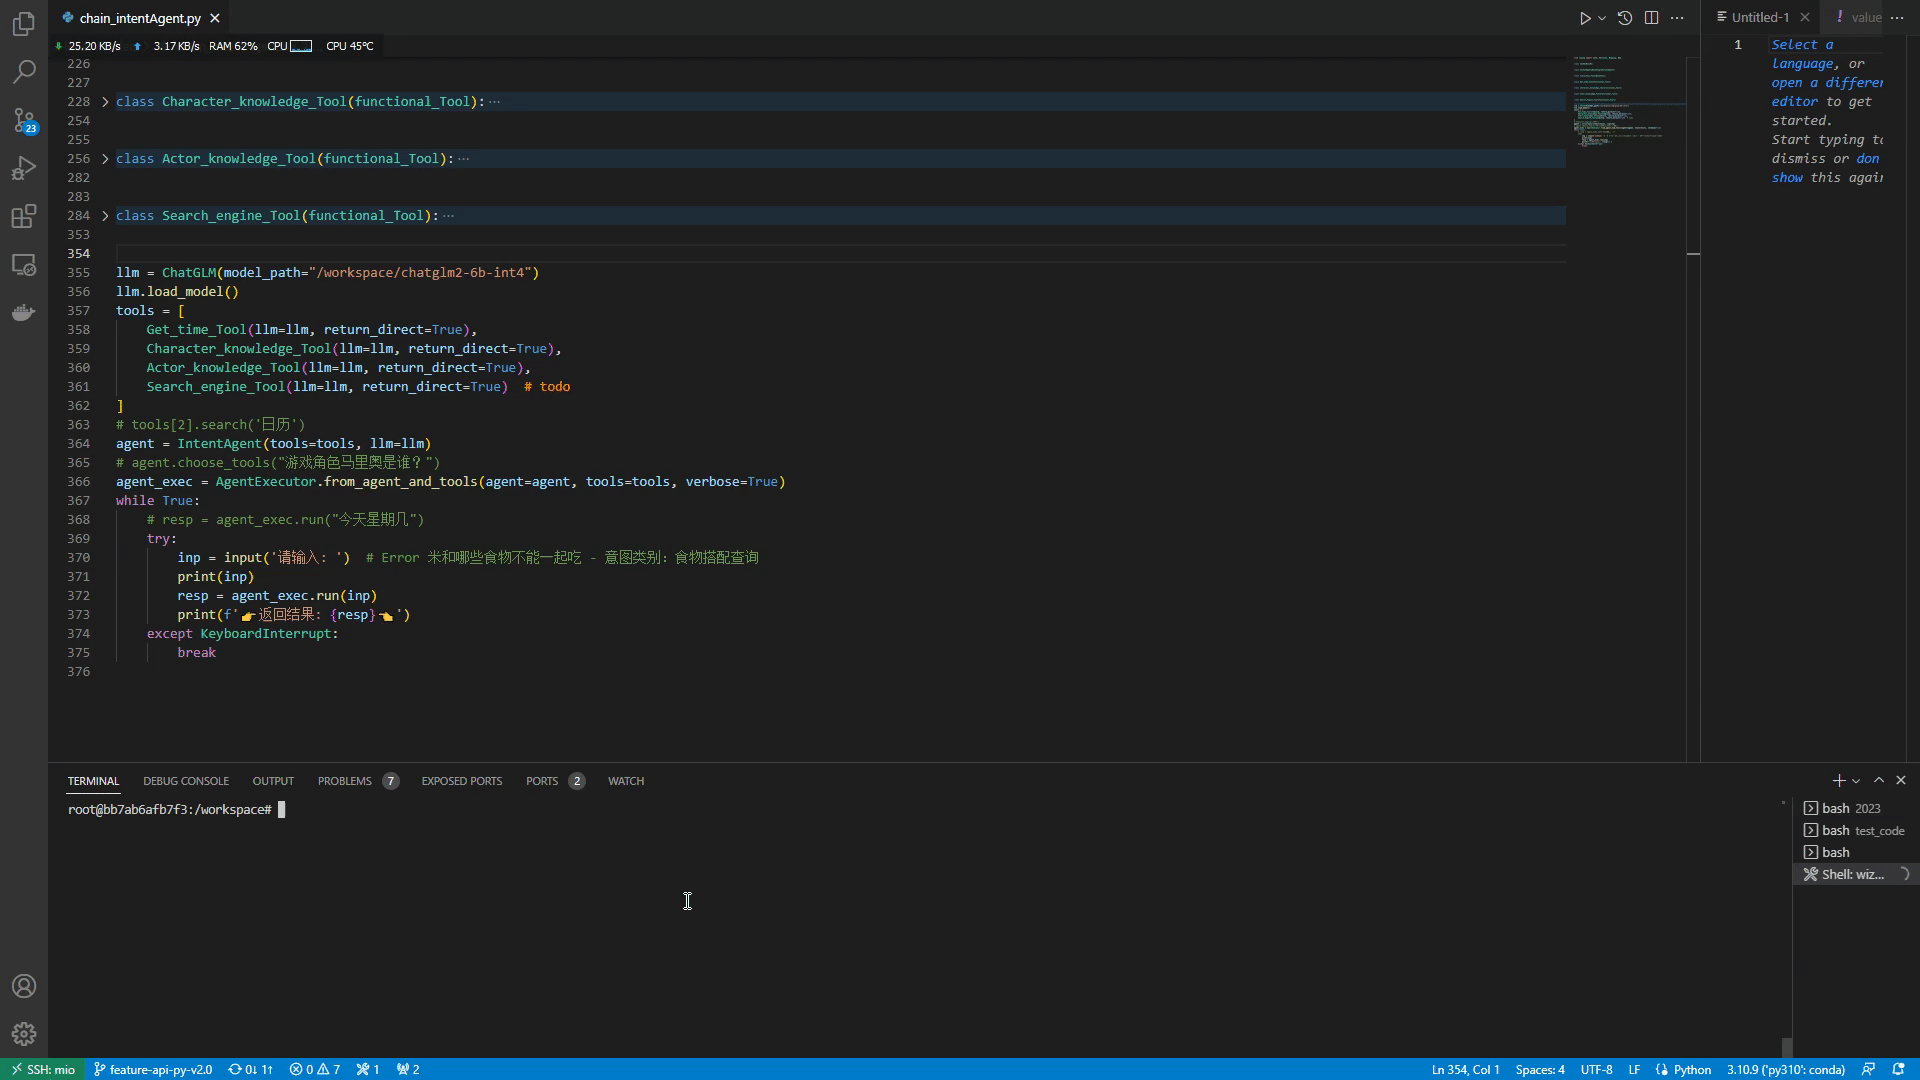 chain_intentAgent.py
Untitled-1
value
25.20 KB/s 3.17 KB/s RAM 62% CPU CPU 45°C
226
227
228 class Character_knowledge_Tool(functional_Tool): ···
254
255
256 class Actor_knowledge_Tool(functional_Tool): ···
282
283
284 class Search_engine_Tool(functional_Tool): ···
353
354
355 llm = ChatGLM(model_path="/workspace/chatglm2-6b-int4")
356 llm.load_model()
357 tools = [
358 Get_time_Tool(llm=llm, return_direct=True),
359 Character_knowledge_Tool(llm=llm, return_direct=True),
360 Actor_knowledge_Tool(llm=llm, return_direct=True),
361 Search_engine_Tool(llm=llm, return_direct=True)  # todo
362 ]
363 # tools[2].search('日历')
364 agent = IntentAgent(tools=tools, llm=llm)
365 # agent.choose_tools("游戏角色马里奥是谁？")
366 agent_exec = AgentExecutor.from_agent_and_tools(agent=agent, tools=tools, verbose=True)
367 while True:
368 # resp = agent_exec.run("今天星期几")
369 try:
370 inp = input('请输入: ')  # Error 米和哪些食物不能一起吃 - 意图类别：食物搭配查询
371 print(inp)
372 resp = agent_exec.run(inp)
373 print(f'👉返回结果: {resp}👈')
374 except KeyboardInterrupt:
375 break
376
1 Select a
language, or
open a differen
editor to get
started.
Start typing to
dismiss or don
show this again
TERMINAL DEBUG CONSOLE OUTPUT PROBLEMS 7 EXPOSED PORTS PORTS 2 WATCH
root@bb7ab6afb7f3:/workspace#
bash 2023
bash test_code
bash
Shell: wiz...
23
SSH: mio feature-api-py-v2.0 0↓ 1↑ 0 7 1 2
Ln 354, Col 1 Spaces: 4 UTF-8 LF Python 3.10.9 ('py310': conda)